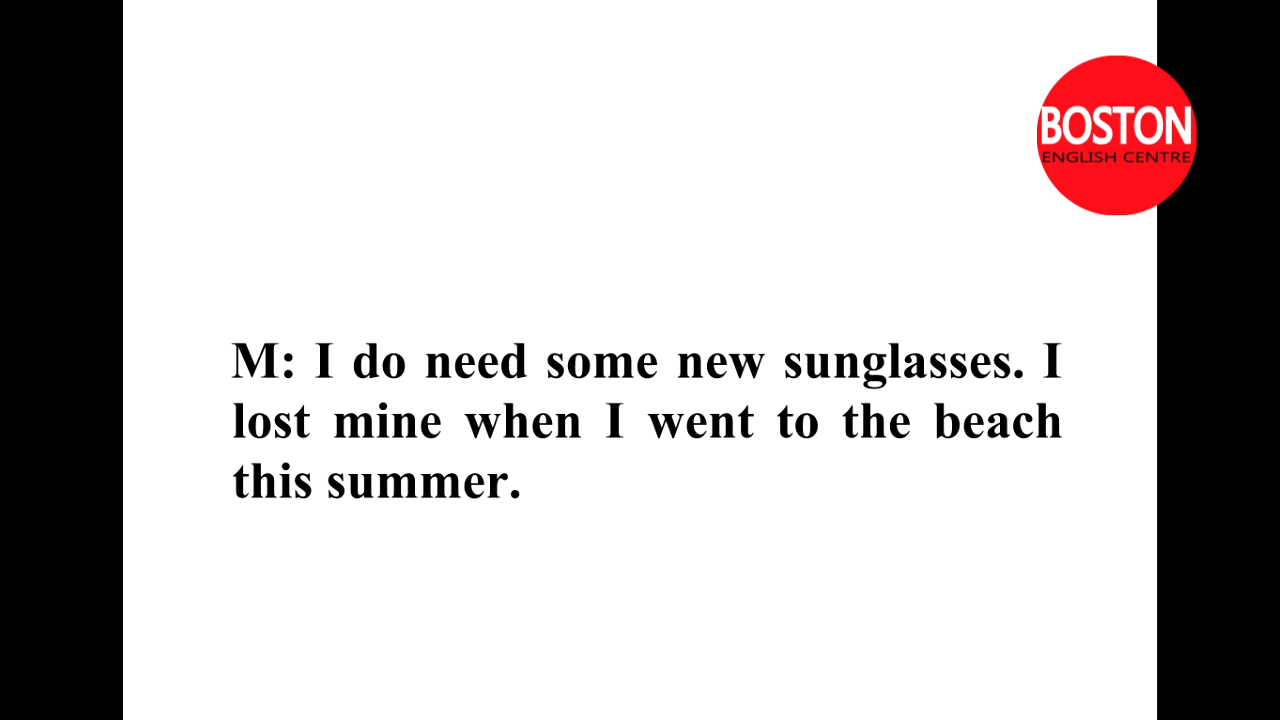 BOSTON
ENGLISH CENTRE
M: I do need some new sunglasses. I
lost mine when I went to the beach
this summer.